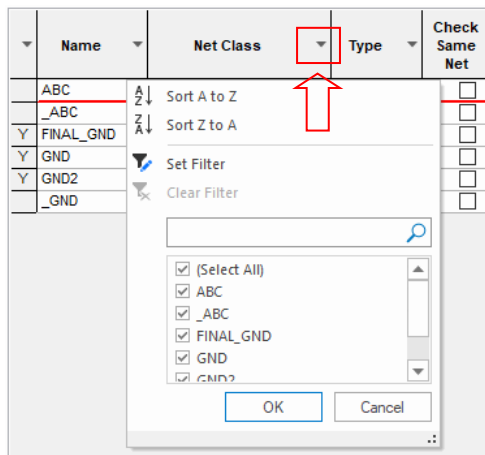 Name Net Class Type Check Same Net
ABC
_ABC
Y FINAL_GND
Y GND
Y GND2
_GND
Sort A to Z
Sort Z to A
Set Filter
Clear Filter
(Select All)
ABC
_ABC
FINAL_GND
GND
GND2
OK Cancel